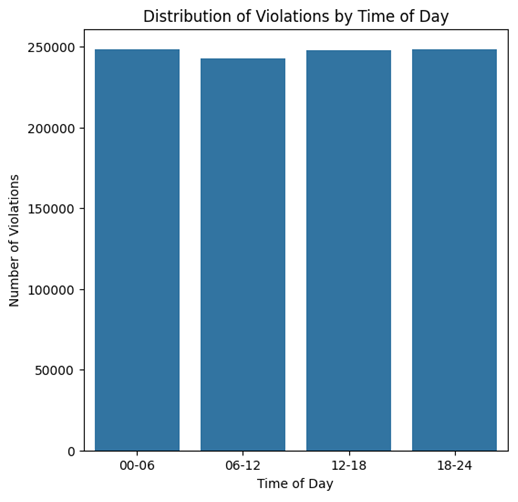 Distribution of Violations by Time of Day
Number of Violations
250000
200000
150000
100000
50000
0
00-06 06-12 12-18 18-24
Time of Day